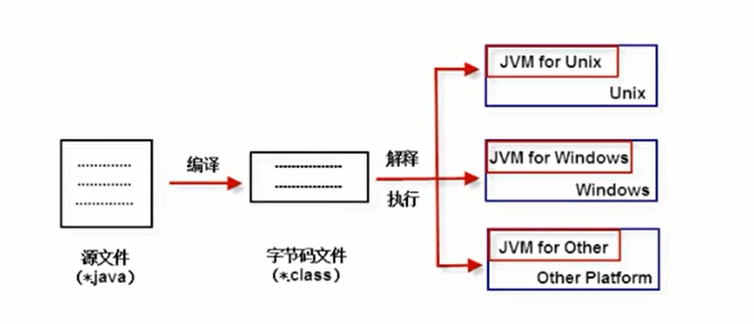 JVM for Unix
Unix
编译
解释
执行
JVM for Windows
Windows
源文件
(*.java)
字节码文件
(*.class)
JVM for Other
Other Platform